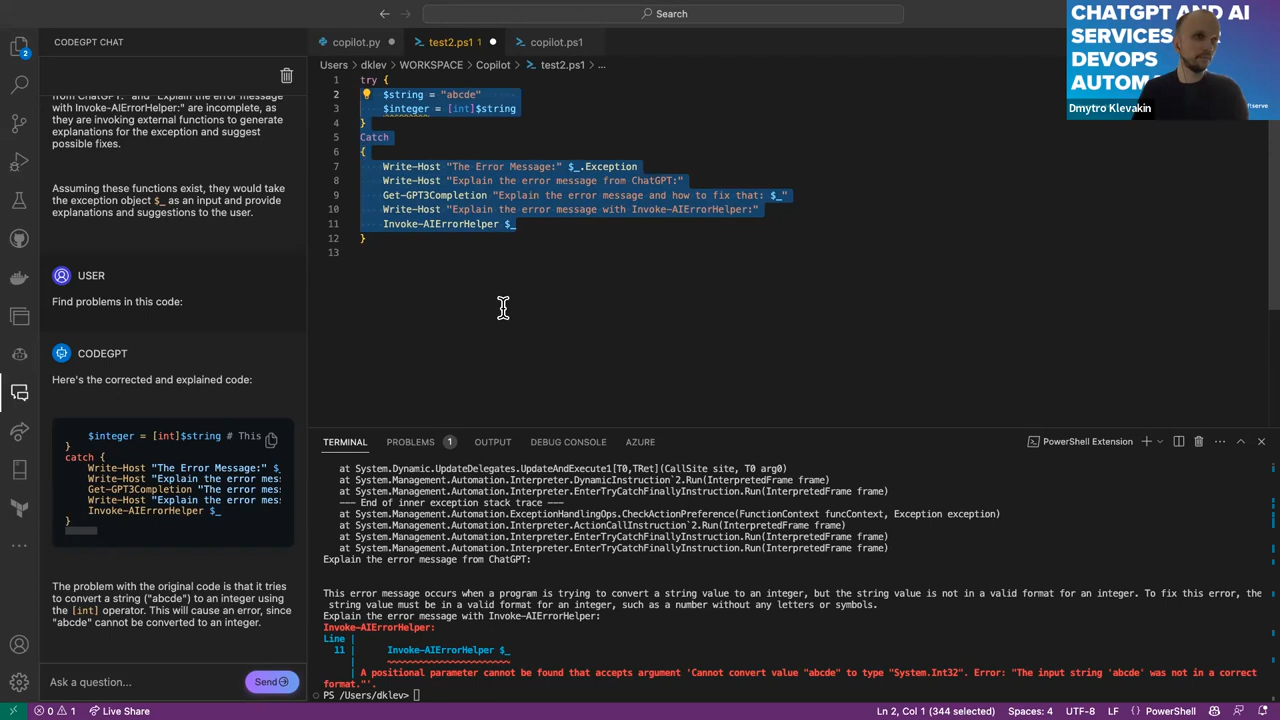 Search
CHATGPT AND AI
SERVICES
DEVOPS
Dmytro Klevakin
CODEGPT CHAT
copilot.py
test2.ps1 1
copilot.ps1
Users > dklev > WORKSPACE > Copilot > test2.ps1 > ...
from ChatGPT:" and "Explain the error message
with Invoke-AIErrorHelper:" are incomplete, as
they are invoking external functions to generate
explanations for the exception and suggest
possible fixes.
Assuming these functions exist, they would take
the exception object $_ as an input and provide
explanations and suggestions to the user.
USER
Find problems in this code:
CODEGPT
Here's the corrected and explained code:
$integer = [int]$string # This
}
catch {
Write-Host "The Error Message:" $_
Write-Host "Explain the error mes
Get-GPT3Completion "The error mes
Write-Host "Explain the error mes
Invoke-AIErrorHelper $_
}
The problem with the original code is that it tries
to convert a string ("abcde") to an integer using
the [int] operator. This will cause an error, since
"abcde" cannot be converted to an integer.
Ask a question...
Send
1 try {
2 $string = "abcde"
3 $integer = [int]$string
4 }
5 Catch
6 {
7 Write-Host "The Error Message:" $_.Exception
8 Write-Host "Explain the error message from ChatGPT:"
9 Get-GPT3Completion "Explain the error message and how to fix that: $_"
10 Write-Host "Explain the error message with Invoke-AIErrorHelper:"
11 Invoke-AIErrorHelper $_
12 }
13
TERMINAL PROBLEMS 1 OUTPUT DEBUG CONSOLE AZURE
PowerShell Extension
at System.Dynamic.UpdateDelegates.UpdateAndExecute1[T0,TRet](CallSite site, T0 arg0)
at System.Management.Automation.Interpreter.DynamicInstruction`2.Run(InterpretedFrame frame)
at System.Management.Automation.Interpreter.EnterTryCatchFinallyInstruction.Run(InterpretedFrame frame)
--- End of inner exception stack trace ---
at System.Management.Automation.ExceptionHandlingOps.CheckActionPreference(FunctionContext funcContext, Exception exception)
at System.Management.Automation.Interpreter.ActionCallInstruction`2.Run(InterpretedFrame frame)
at System.Management.Automation.Interpreter.EnterTryCatchFinallyInstruction.Run(InterpretedFrame frame)
at System.Management.Automation.Interpreter.EnterTryCatchFinallyInstruction.Run(InterpretedFrame frame)
Explain the error message from ChatGPT:
This error message occurs when a program is trying to convert a string value to an integer, but the string value is not in a valid format for an integer. To fix this error, the
string value must be in a valid format for an integer, such as a number without any letters or symbols.
Explain the error message with Invoke-AIErrorHelper:
Invoke-AIErrorHelper:
Line |
11 | Invoke-AIErrorHelper $_
| ~~~~~~~~~~~~~~~~~~~~~~~
| A positional parameter cannot be found that accepts argument 'Cannot convert value "abcde" to type "System.Int32". Error: "The input string 'abcde' was not in a correct
format."'.
PS /Users/dklev>
2
0 1
Live Share
Ln 2, Col 1 (344 selected)
Spaces: 4
UTF-8
LF
PowerShell